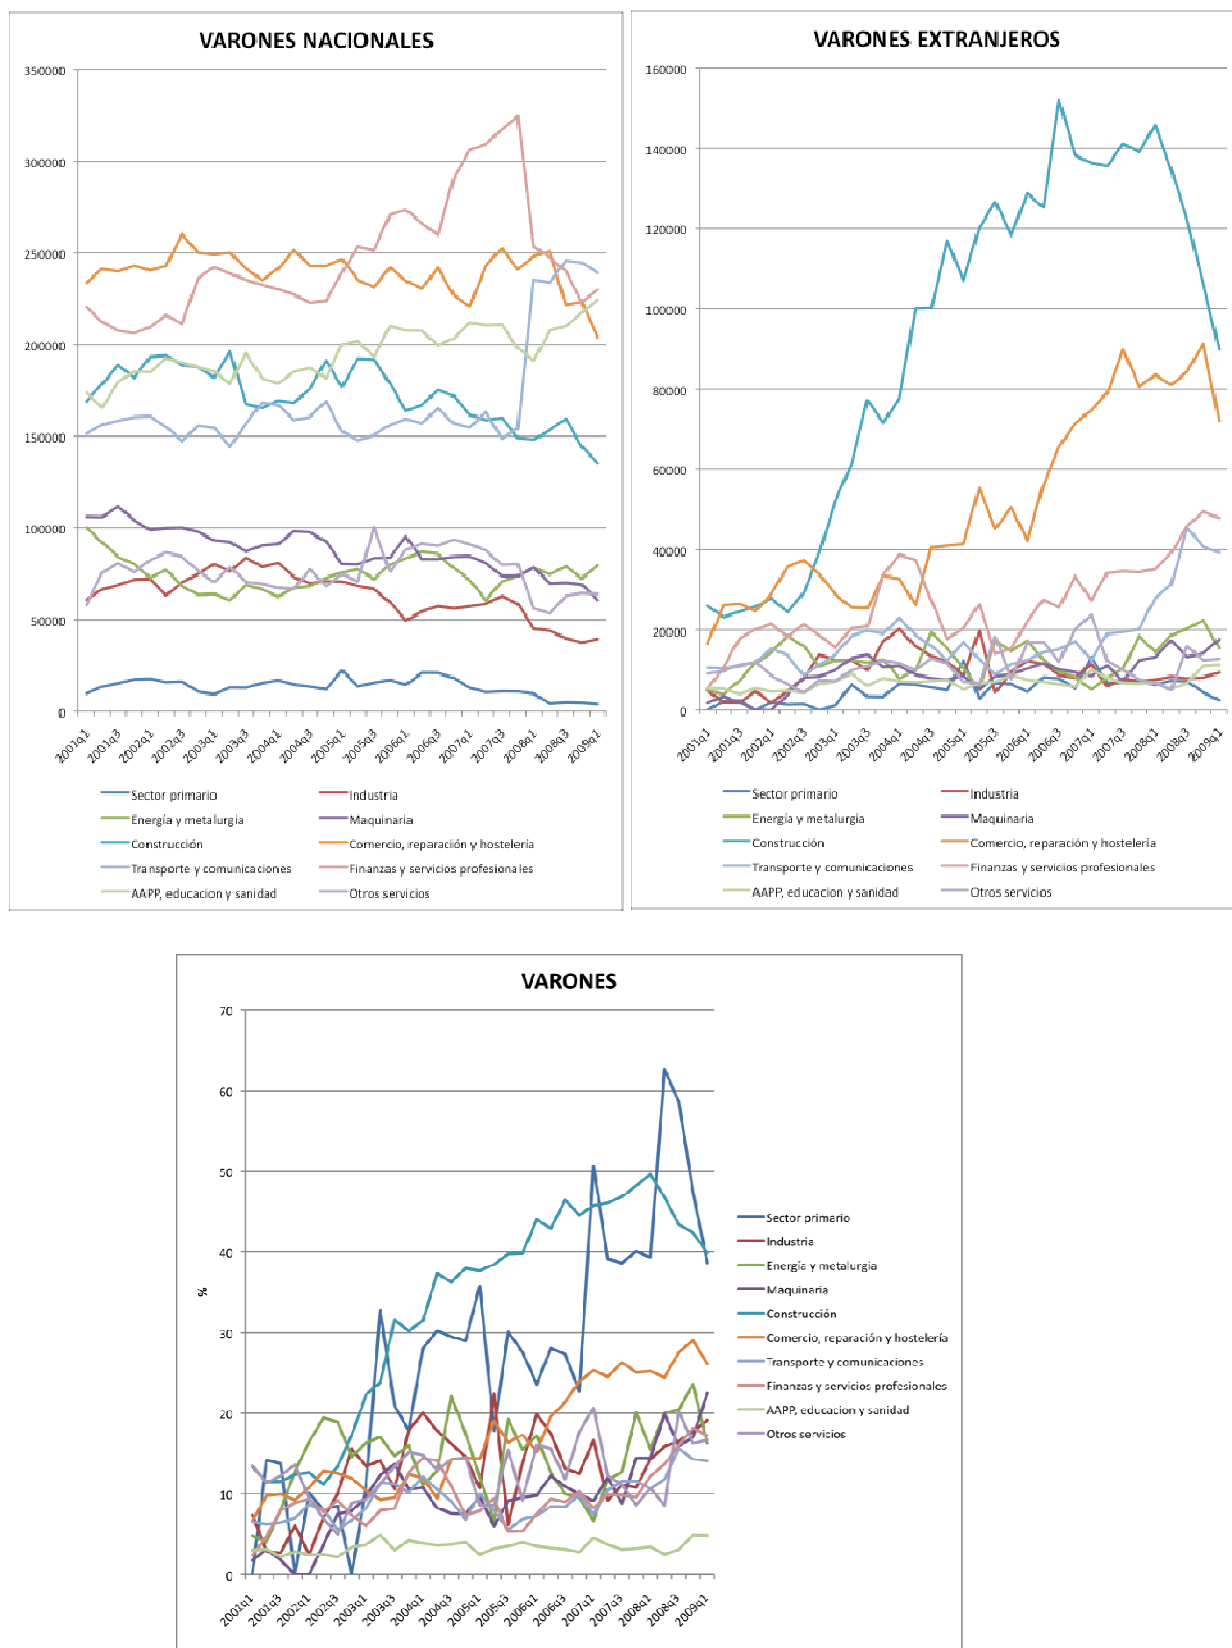 VARONES NACIONALES
350000
300000
250000
200000
150000
100000
50000
0
2001q1 2001q3 2002q1 2002q3 2003q1 2003q3 2004q1 2004q3 2005q1 2005q3 2006q1 2006q3 2007q1 2007q3 2008q1 2008q3 2009q1
Sector primario Industria
Energía y metalurgia Maquinaria
Construcción Comercio, reparación y hostelería
Transporte y comunicaciones Finanzas y servicios profesionales
AAPP, educacion y sanidad Otros servicios
VARONES EXTRANJEROS
160000
140000
120000
100000
80000
60000
40000
20000
0
2001q1 2001q3 2002q1 2002q3 2003q1 2003q3 2004q1 2004q3 2005q1 2005q3 2006q1 2006q3 2007q1 2007q3 2008q1 2008q3 2009q1
Sector primario Industria
Energía y metalurgia Maquinaria
Construcción Comercio, reparación y hostelería
Transporte y comunicaciones Finanzas y servicios profesionales
AAPP, educacion y sanidad Otros servicios
VARONES
70
60
50
40
30
20
10
0
%
2001q1 2001q3 2002q1 2002q3 2003q1 2003q3 2004q1 2004q3 2005q1 2005q3 2006q1 2006q3 2007q1 2007q3 2008q1 2008q3 2009q1
Sector primario
Industria
Energía y metalurgia
Maquinaria
Construcción
Comercio, reparación y hostelería
Transporte y comunicaciones
Finanzas y servicios profesionales
AAPP, educacion y sanidad
Otros servicios